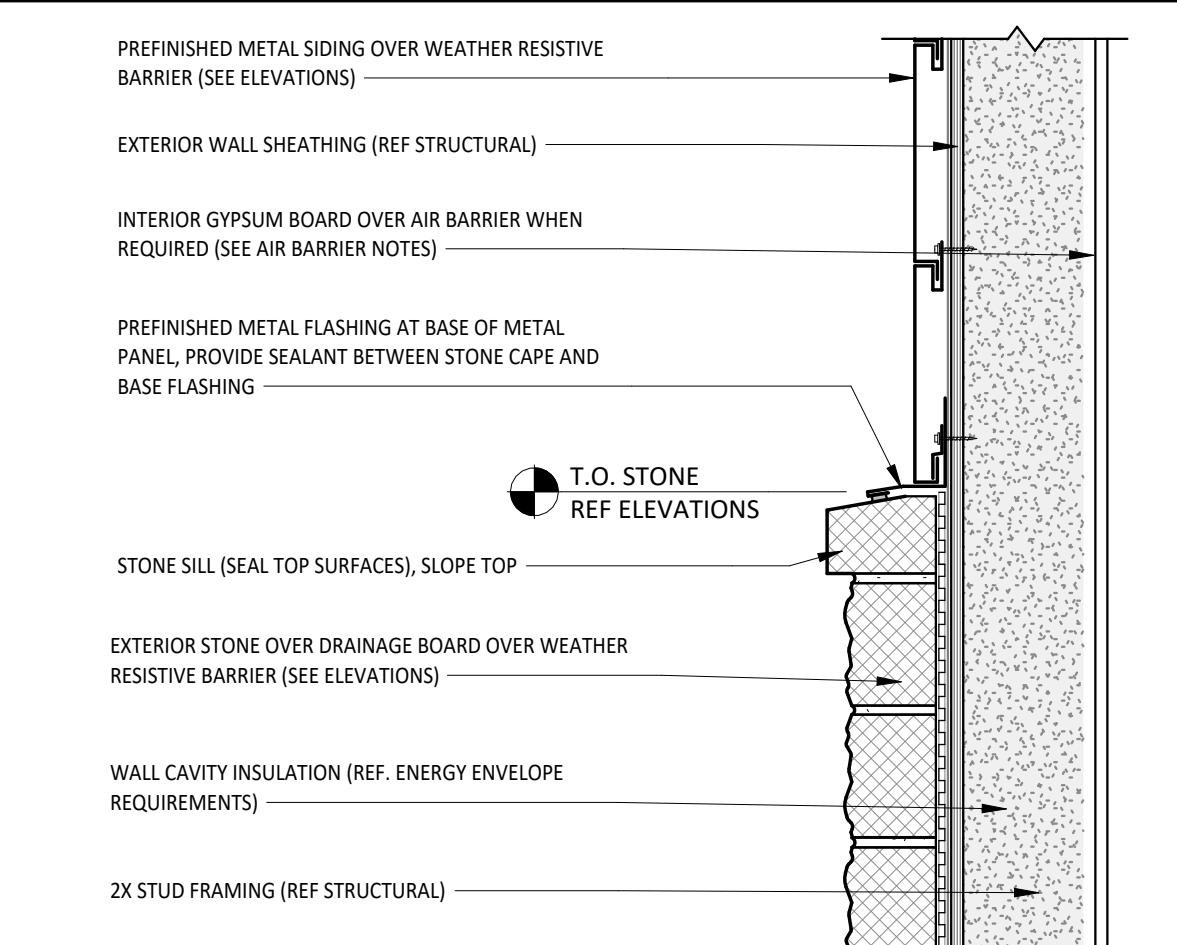 PREFINISHED METAL SIDING OVER WEATHER RESISTIVE
BARRIER (SEE ELEVATIONS)
EXTERIOR WALL SHEATHING (REF STRUCTURAL)
INTERIOR GYPSUM BOARD OVER AIR BARRIER WHEN
REQUIRED (SEE AIR BARRIER NOTES)
PREFINISHED METAL FLASHING AT BASE OF METAL
PANEL, PROVIDE SEALANT BETWEEN STONE CAPE AND
BASE FLASHING
T.O. STONE
REF ELEVATIONS
STONE SILL (SEAL TOP SURFACES), SLOPE TOP
EXTERIOR STONE OVER DRAINAGE BOARD OVER WEATHER
RESISTIVE BARRIER (SEE ELEVATIONS)
WALL CAVITY INSULATION (REF. ENERGY ENVELOPE
REQUIREMENTS)
2X STUD FRAMING (REF STRUCTURAL)